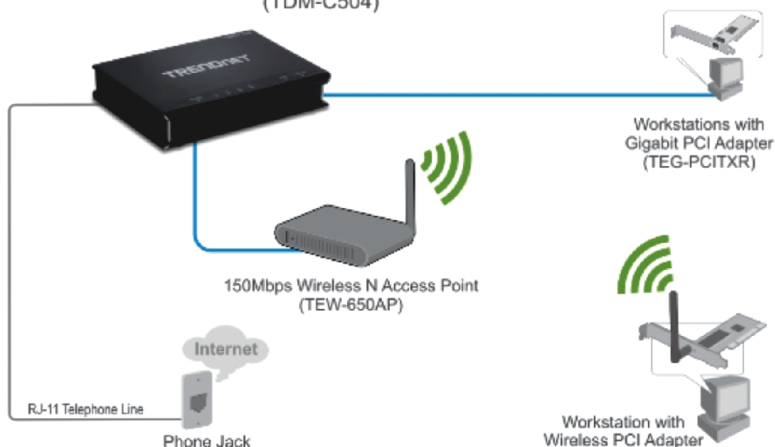 (TDM-C504)
TRENDNET
Workstations with
Gigabit PCI Adapter
(TEG-PCITXR)
150Mbps Wireless N Access Point
(TEW-650AP)
Internet
RJ-11 Telephone Line
Phone Jack
Workstation with
Wireless PCI Adapter